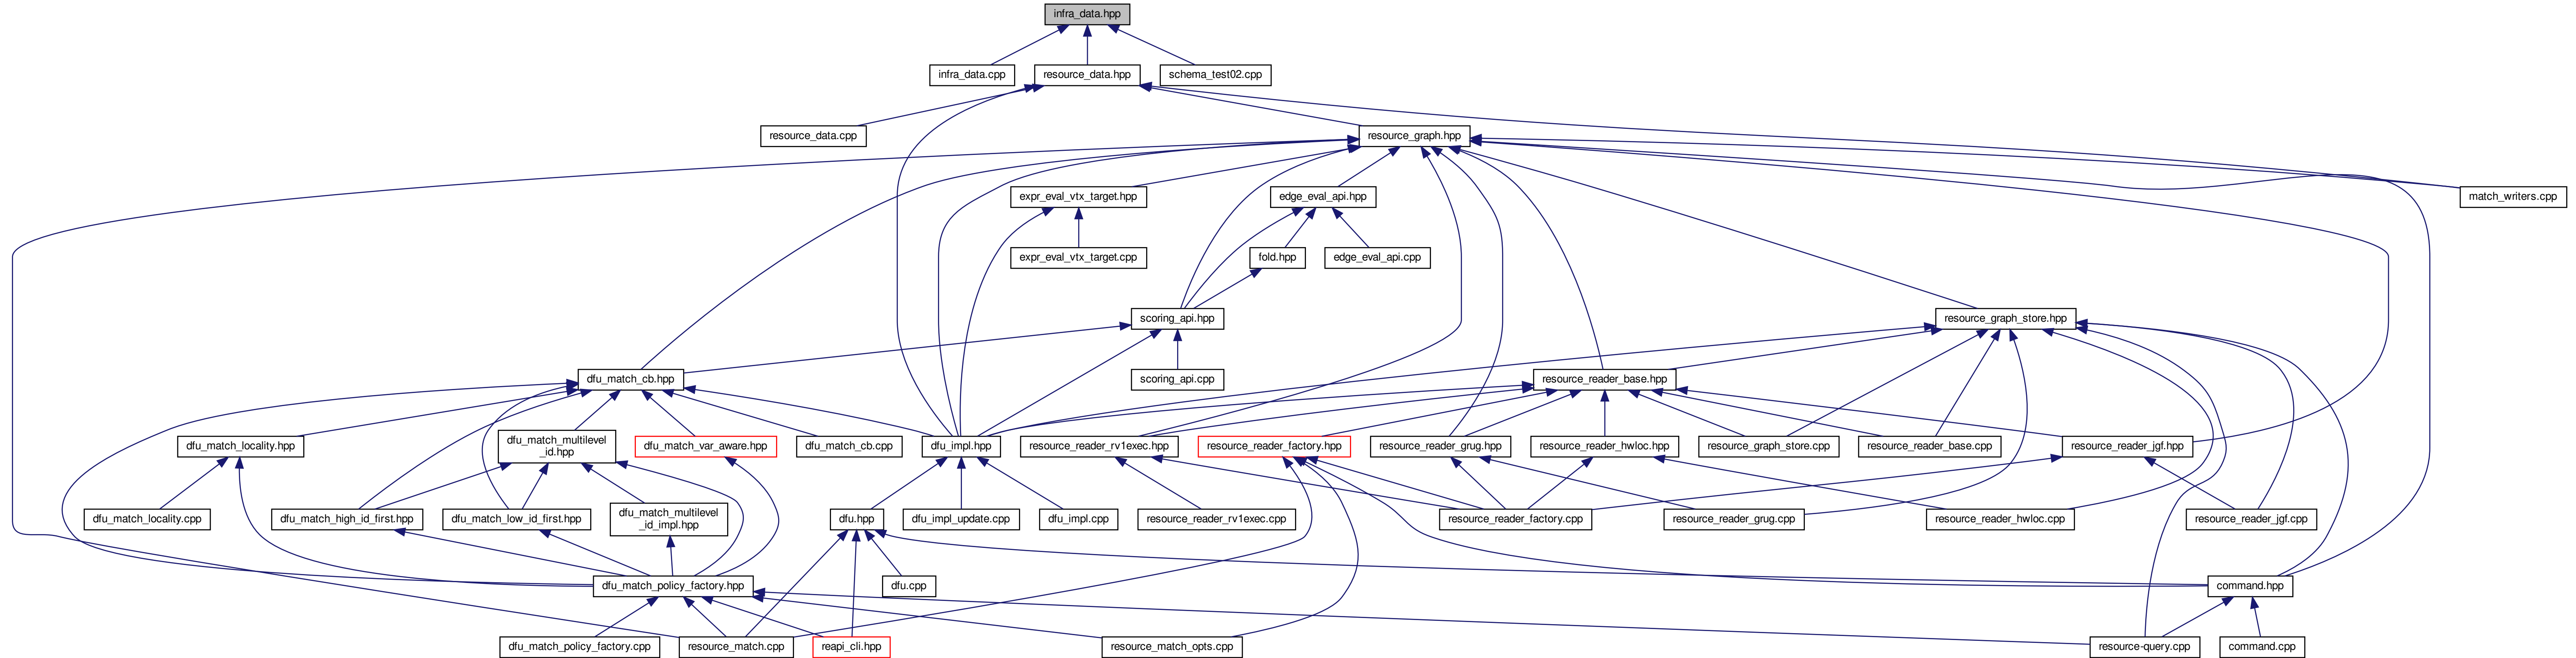 infra_data.hpp
infra_data.cpp
resource_data.hpp
schema_test02.cpp
resource_data.cpp
resource_graph.hpp
expr_eval_vtx_target.hpp
edge_eval_api.hpp
match_writers.cpp
expr_eval_vtx_target.cpp
fold.hpp
edge_eval_api.cpp
scoring_api.hpp
resource_graph_store.hpp
dfu_match_cb.hpp
scoring_api.cpp
resource_reader_base.hpp
dfu_match_locality.hpp
dfu_match_multilevel
_id.hpp
dfu_match_var_aware.hpp
dfu_match_cb.cpp
dfu_impl.hpp
resource_reader_rv1exec.hpp
resource_reader_factory.hpp
resource_reader_grug.hpp
resource_reader_hwloc.hpp
resource_graph_store.cpp
resource_reader_base.cpp
resource_reader_jgf.hpp
dfu_match_locality.cpp
dfu_match_high_id_first.hpp
dfu_match_low_id_first.hpp
dfu_match_multilevel
_id_impl.hpp
dfu.hpp
dfu_impl_update.cpp
dfu_impl.cpp
resource_reader_rv1exec.cpp
resource_reader_factory.cpp
resource_reader_grug.cpp
resource_reader_hwloc.cpp
resource_reader_jgf.cpp
dfu_match_policy_factory.hpp
dfu.cpp
command.hpp
dfu_match_policy_factory.cpp
resource_match.cpp
reapi_cli.hpp
resource_match_opts.cpp
resource-query.cpp
command.cpp